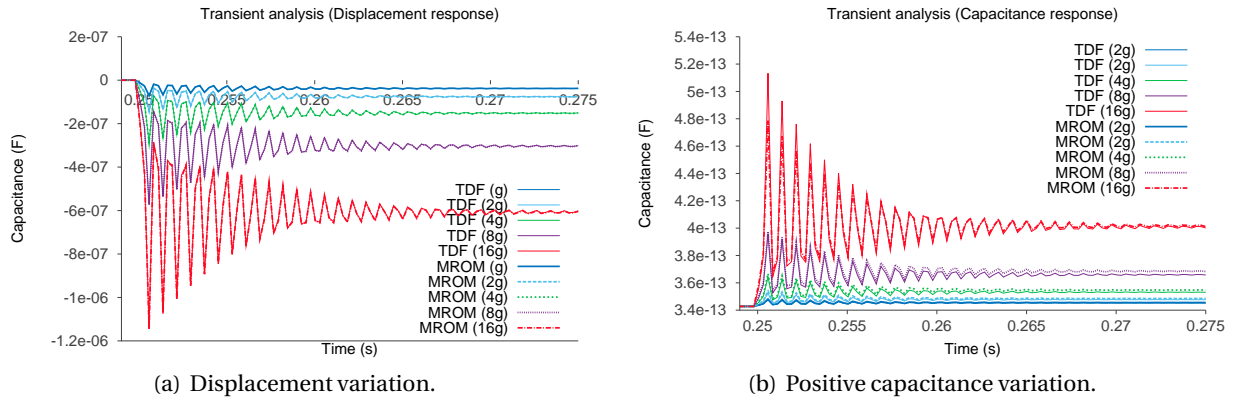 Transient analysis (Displacement response)
2e-07
0
-2e-07
-4e-07
-6e-07
-8e-07
-1e-06
-1.2e-06
Capacitance (F)
0.25
0.255
0.26
0.265
0.27
0.275
TDF (g)
TDF (2g)
TDF (4g)
TDF (8g)
TDF (16g)
MROM (g)
MROM (2g)
MROM (4g)
MROM (8g)
MROM (16g)
Time (s)
(a) Displacement variation.
Transient analysis (Capacitance response)
5.4e-13
5.2e-13
5e-13
4.8e-13
4.6e-13
4.4e-13
4.2e-13
4e-13
3.8e-13
3.6e-13
3.4e-13
Capacitance (F)
TDF (2g)
TDF (2g)
TDF (4g)
TDF (8g)
TDF (16g)
MROM (2g)
MROM (2g)
MROM (4g)
MROM (8g)
MROM (16g)
0.25
0.255
0.26
0.265
0.27
0.275
Time (s)
(b) Positive capacitance variation.